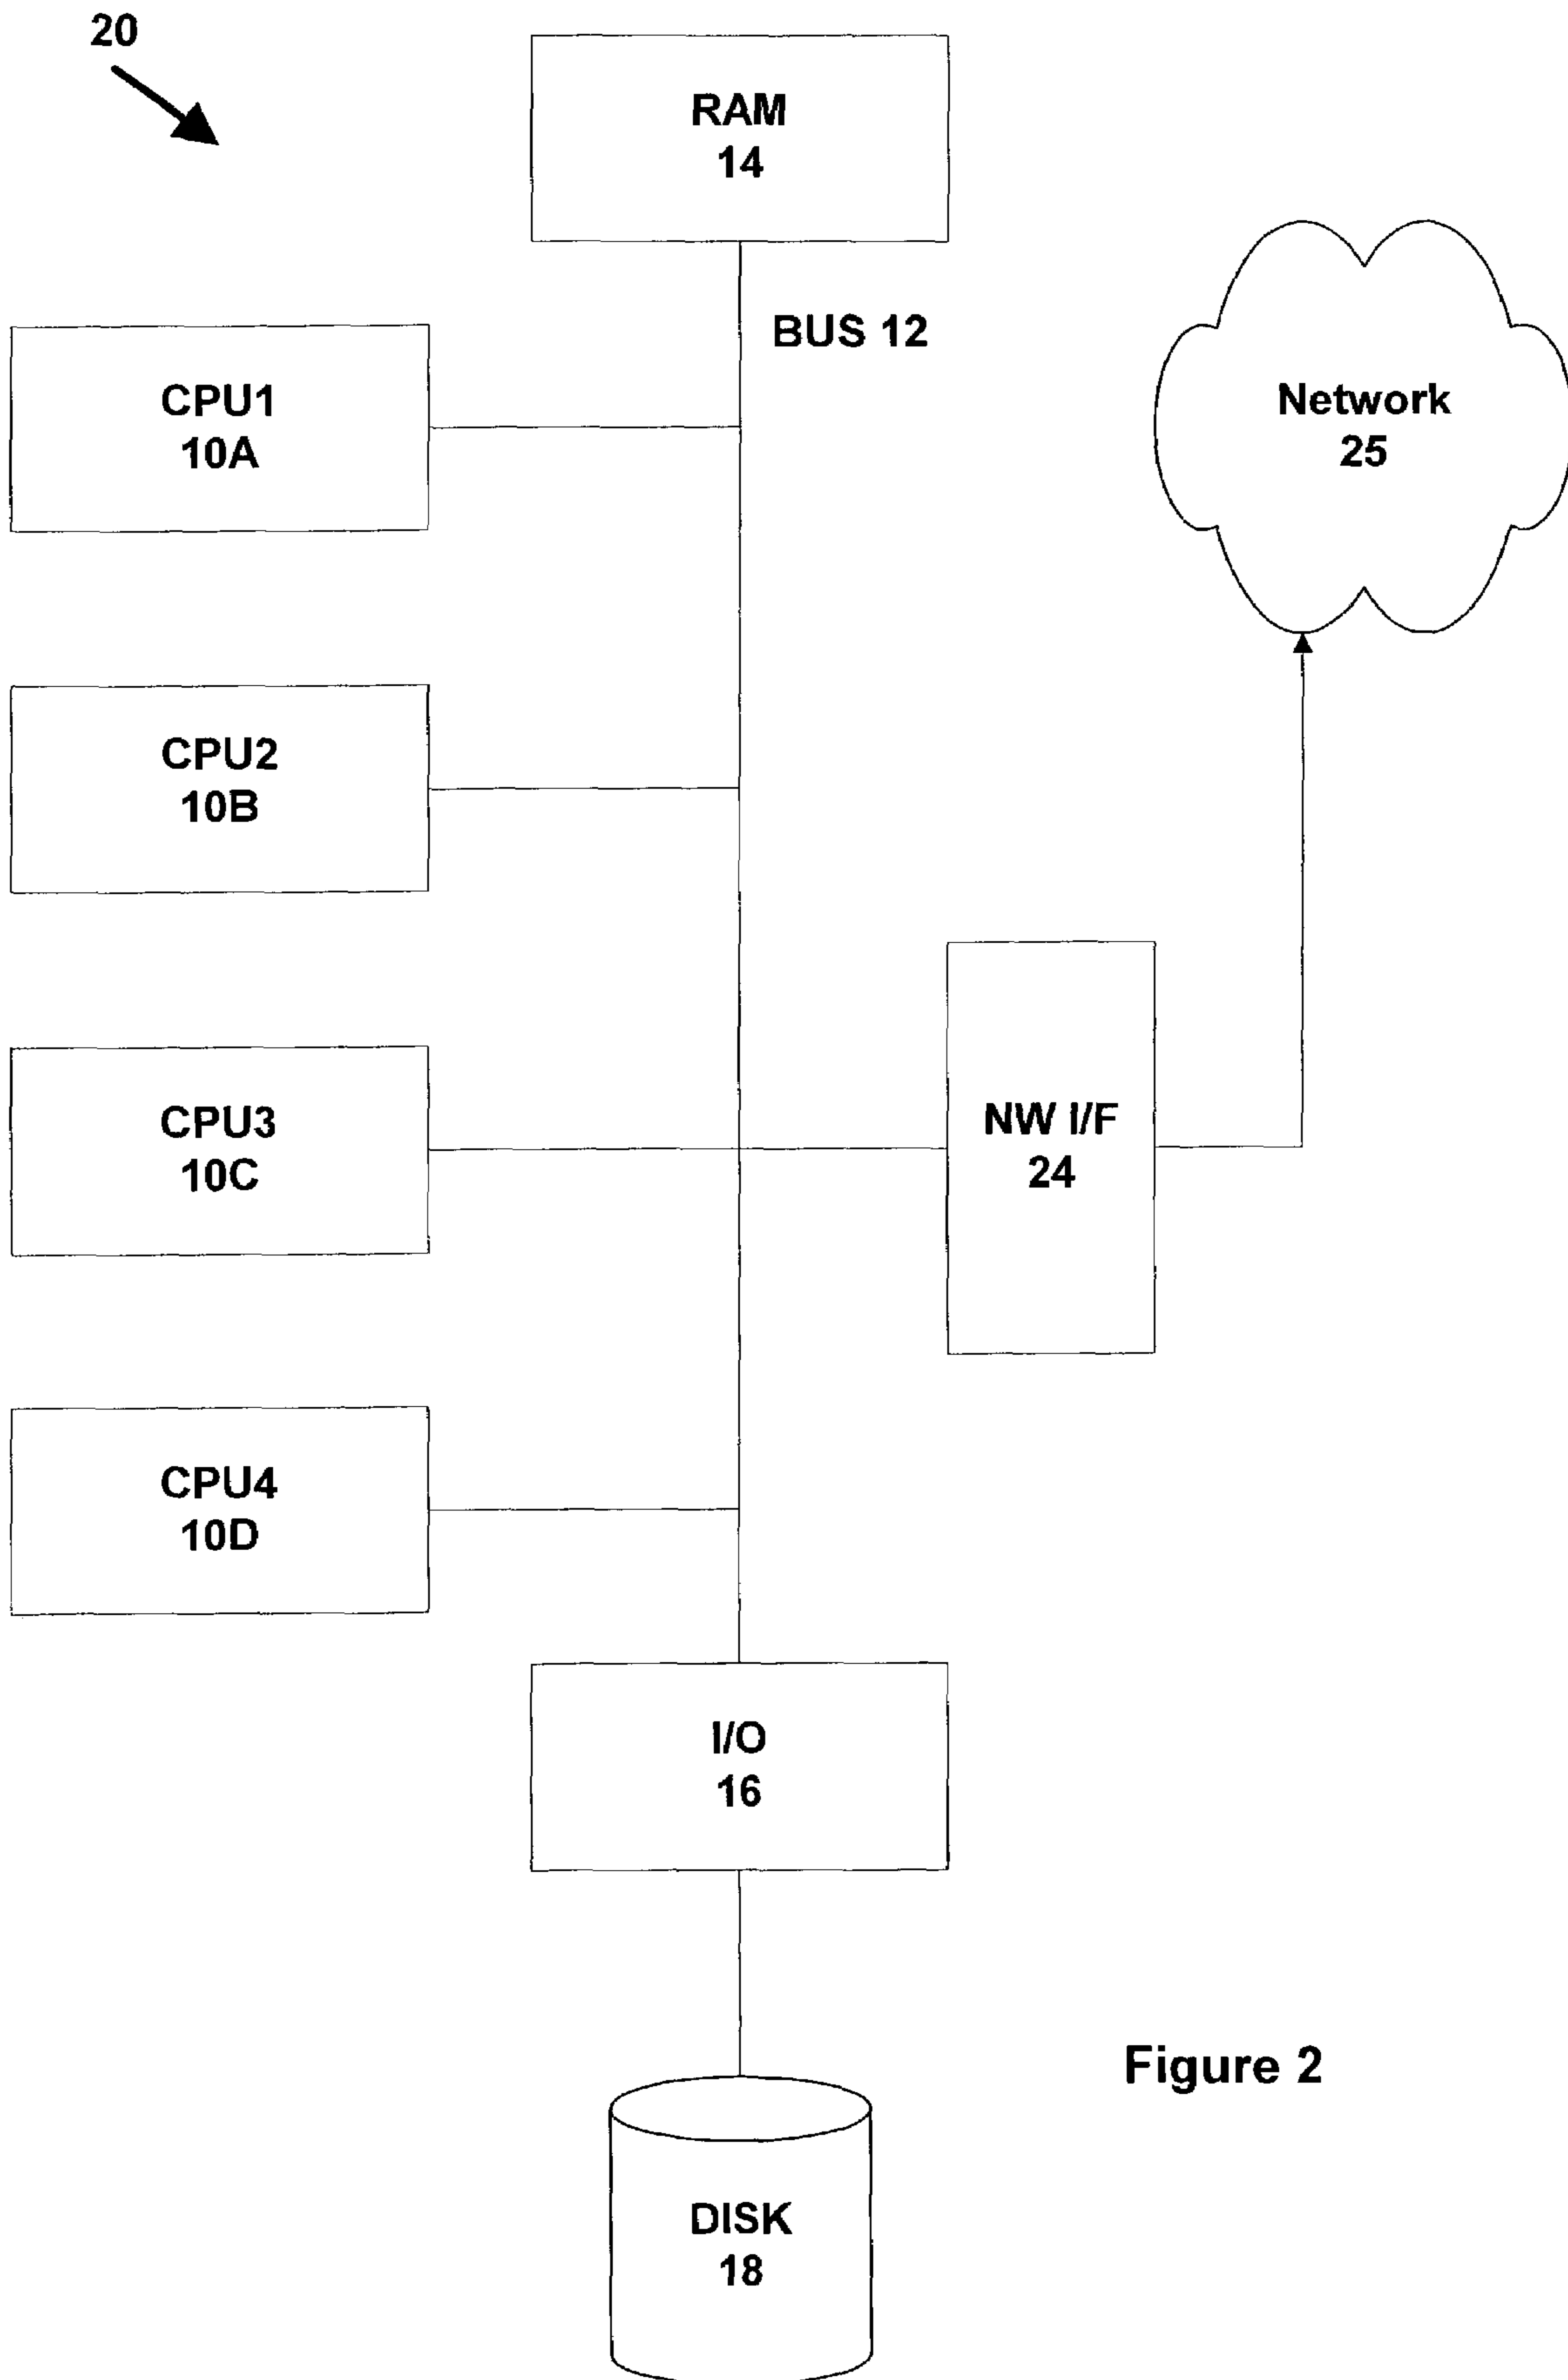 20
RAM
14
BUS 12
CPU1
10A
Network
25
CPU2
10B
CPU3
10C
NW I/F
24
CPU4
10D
I/O
16
Figure 2
DISK
18